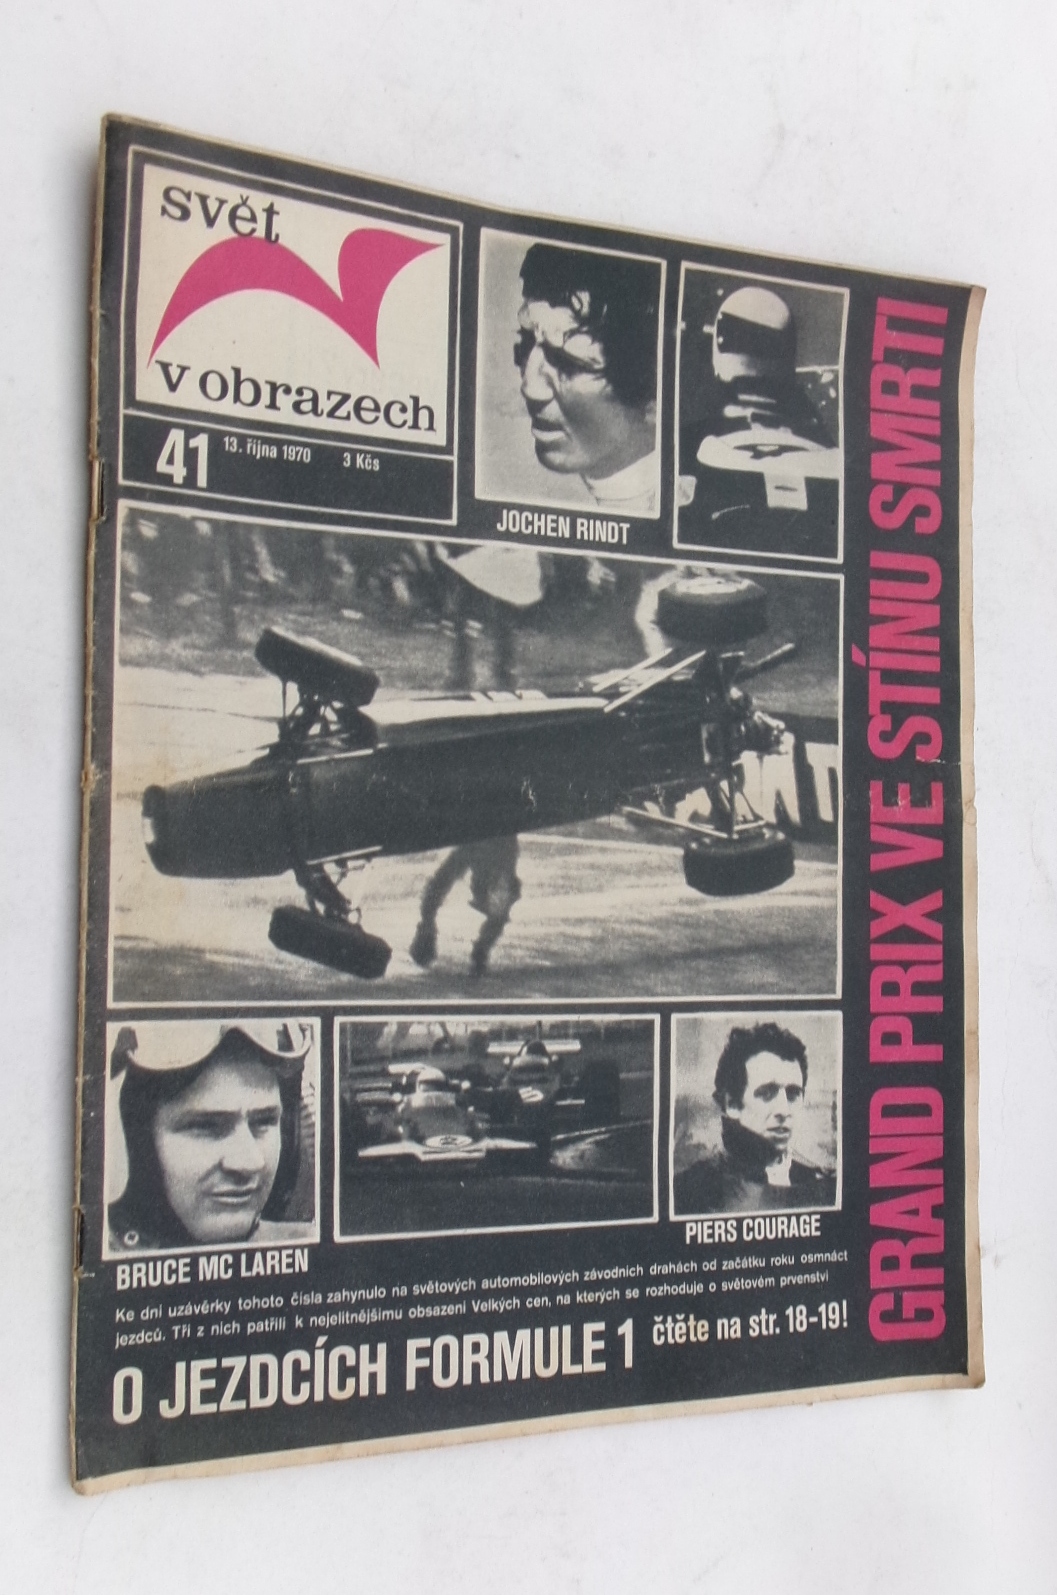 svět
v obrazech
41 13. října 1970 3 Kčs
JOCHEN RINDT
GRAND PRIX VE STÍNU SMRTI
BRUCE MC LAREN
PIERS COURAGE
Ke dni uzávěrky tohoto čísla zahynulo na světových automobilových závodních drahách od začátku roku osmnáct
jezdců. Tři z nich patřili k nejelitnějšímu obsazení Velkých cen, na kterých se rozhoduje o světovém prvenství
O JEZDCÍCH FORMULE 1 čtěte na str. 18-19!